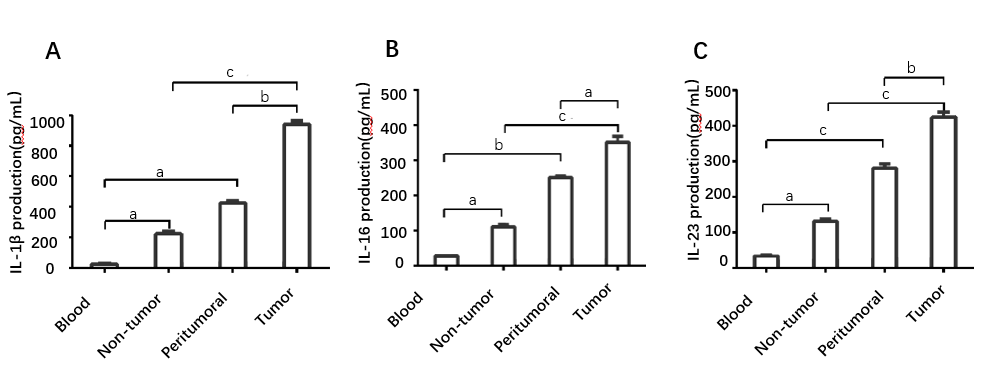 A
IL-1β production(pg/mL)
1000
800
600
400
200
0
c
b
a
a
Blood
Non-tumor
Peritumoral
Tumor
B
IL-16 production(pg/mL)
500
400
300
200
100
0
a
c
b
a
Blood
Non-tumor
Peritumoral
Tumor
C
IL-23 production(pg/mL)
500
400
300
200
100
0
b
c
c
a
Blood
Non-tumor
Peritumoral
Tumor